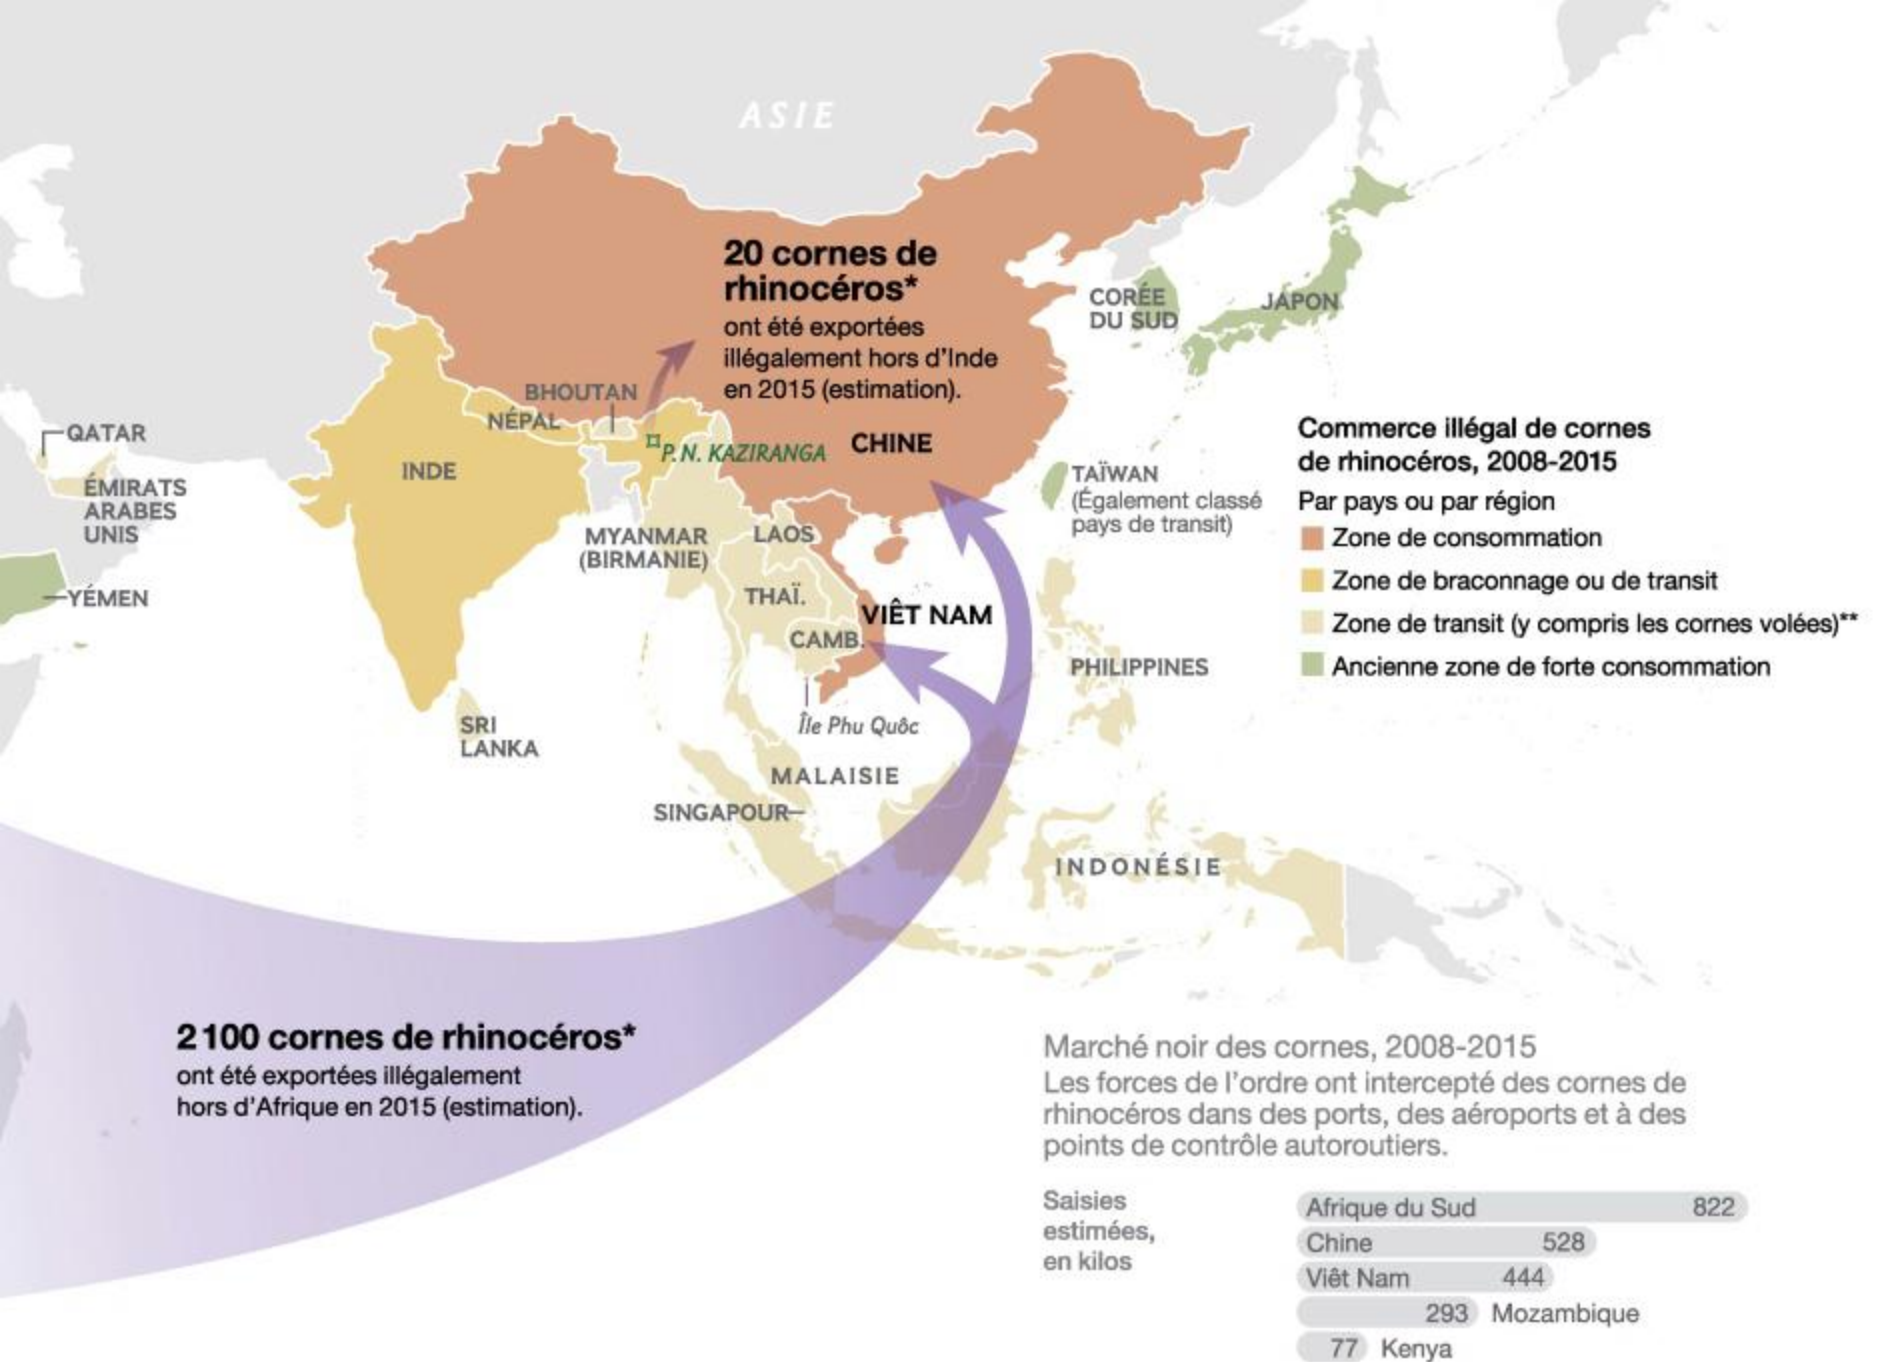 ASIE
20 cornes de
rhinocéros*
ont été exportées
illégalement hors d'Inde
en 2015 (estimation).
CORÉE
DU SUD
JAPON
BHOUTAN
NÉPAL
P. N. KAZIRANGA
CHINE
QATAR
ÉMIRATS
ARABES
UNIS
INDE
TAÏWAN
(Également classé
pays de transit)
MYANMAR
(BIRMANIE)
LAOS
YÉMEN
THAÏ.
VIÊT NAM
CAMB.
PHILIPPINES
Île Phu Quôc
SRI
LANKA
MALAISIE
SINGAPOUR
INDONÉSIE
Commerce illégal de cornes
de rhinocéros, 2008-2015
Par pays ou par région
Zone de consommation
Zone de braconnage ou de transit
Zone de transit (y compris les cornes volées)**
Ancienne zone de forte consommation
2 100 cornes de rhinocéros*
ont été exportées illégalement
hors d'Afrique en 2015 (estimation).
Marché noir des cornes, 2008-2015
Les forces de l'ordre ont intercepté des cornes de
rhinocéros dans des ports, des aéroports et à des
points de contrôle autoroutiers.
Saisies
estimées,
en kilos
Afrique du Sud 822
Chine 528
Viêt Nam 444
293 Mozambique
77 Kenya